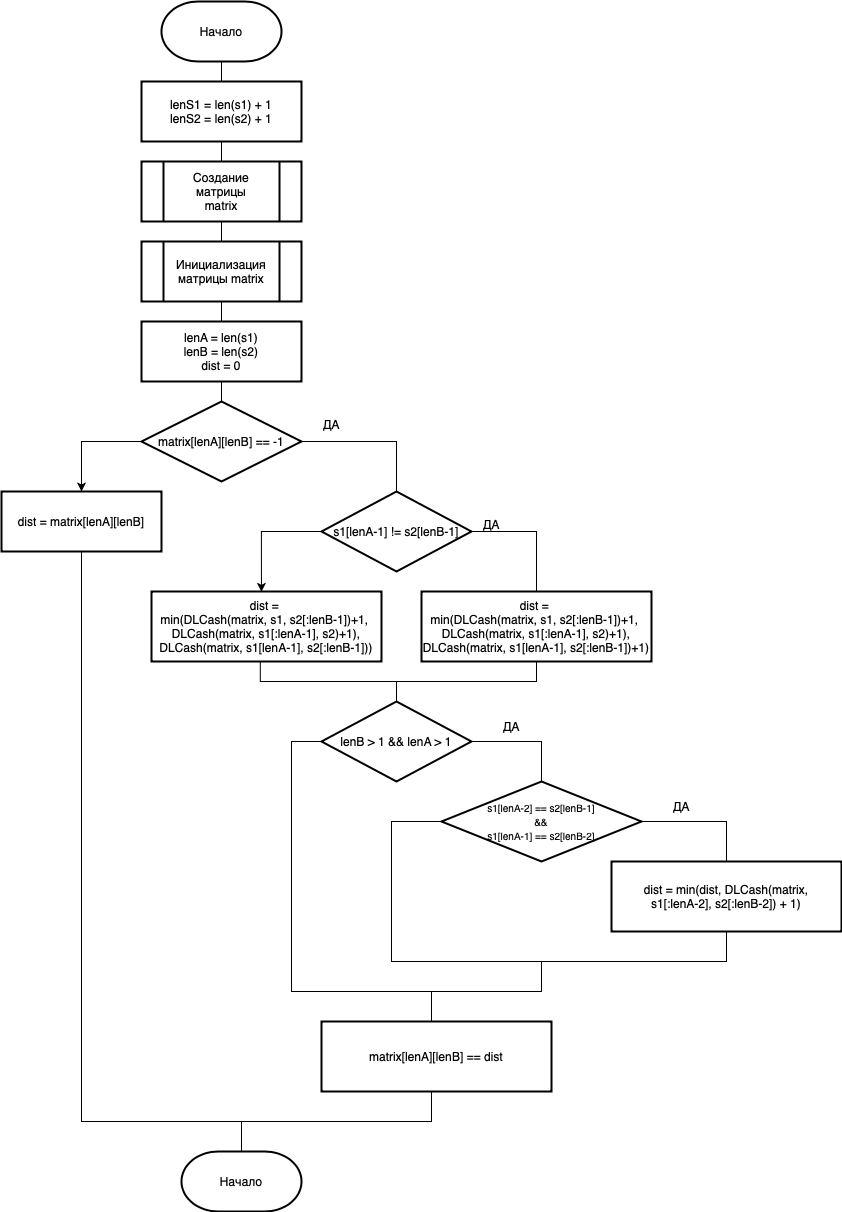 Начало
lenS1 = len(s1) + 1
lenS2 = len(s2) + 1
Создание
матрицы
matrix
Инициализация
матрицы matrix
lenA = len(s1)
lenB = len(s2)
dist = 0
matrix[lenA][lenB] == -1
ДА
dist = matrix[lenA][lenB]
s1[lenA-1] != s2[lenB-1]
ДА
dist =
min(DLCash(matrix, s1, s2[:lenB-1])+1,
DLCash(matrix, s1[:lenA-1], s2)+1),
DLCash(matrix, s1[lenA-1], s2[:lenB-1]))
dist =
min(DLCash(matrix, s1, s2[:lenB-1])+1,
DLCash(matrix, s1[:lenA-1], s2)+1),
DLCash(matrix, s1[lenA-1], s2[:lenB-1])+1)
lenB > 1 && lenA > 1
ДА
s1[lenA-2] == s2[lenB-1]
&&
s1[lenA-1] == s2[lenB-2]
ДА
dist = min(dist, DLCash(matrix,
s1[:lenA-2], s2[:lenB-2]) + 1)
matrix[lenA][lenB] == dist
Начало